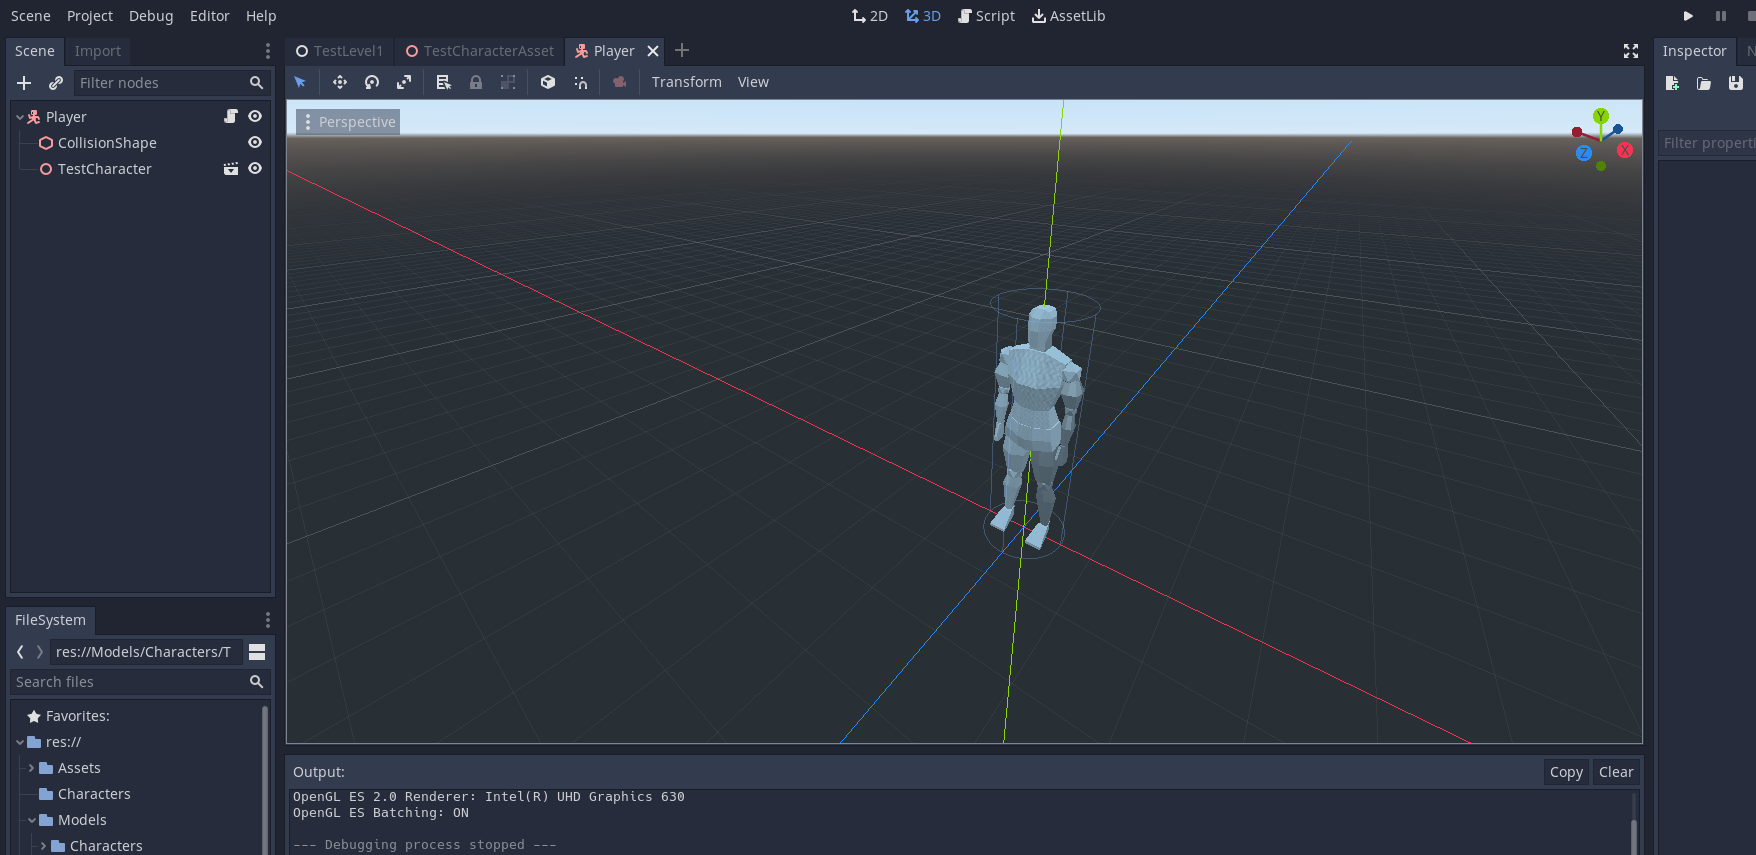 Scene Project Debug Editor Help 2D 3D Script AssetLib
Scene Import
Filter nodes
Player
CollisionShape
TestCharacter
FileSystem
res://Models/Characters/T
Search files
Favorites:
res://
Assets
Characters
Models
Characters
TestLevel1 TestCharacterAsset Player
Transform View
Perspective
Y
Z
X
Output: Copy Clear
OpenGL ES 2.0 Renderer: Intel(R) UHD Graphics 630
OpenGL ES Batching: ON
--- Debugging process stopped ---
Inspector N
Filter properti